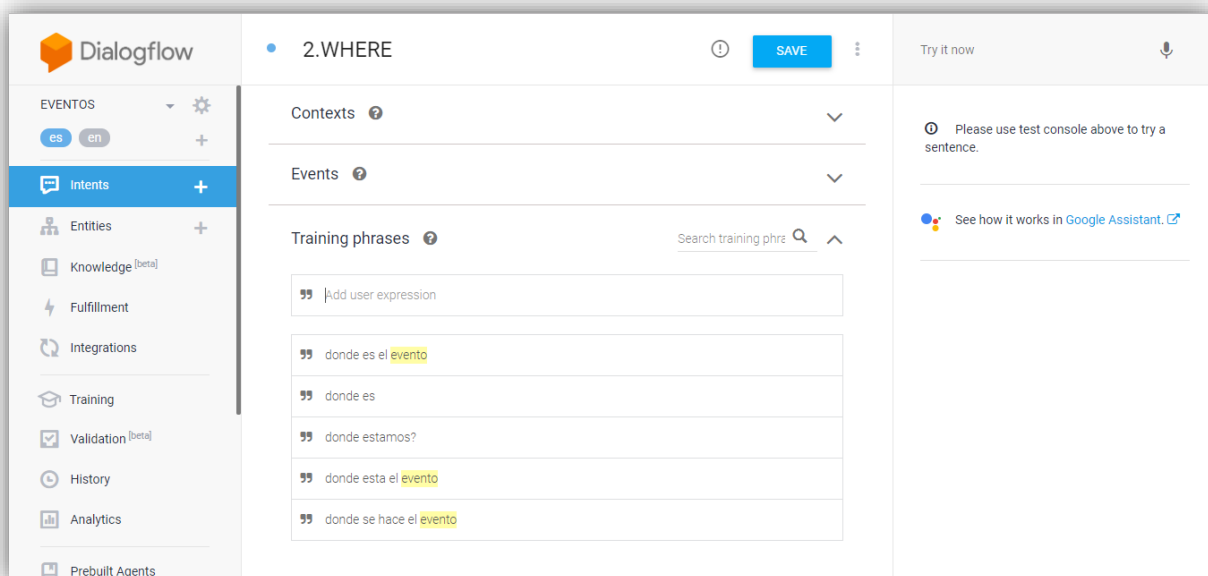 Dialogflow
EVENTOS
es en
Intents
Entities
Knowledge [beta]
Fulfillment
Integrations
Training
Validation [beta]
History
Analytics
Prebuilt Agents
2.WHERE
SAVE
Contexts
Events
Training phrases
Search training phra
Add user expression
donde es el evento
donde es
donde estamos?
donde esta el evento
donde se hace el evento
Try it now
Please use test console above to try a
sentence.
See how it works in Google Assistant.